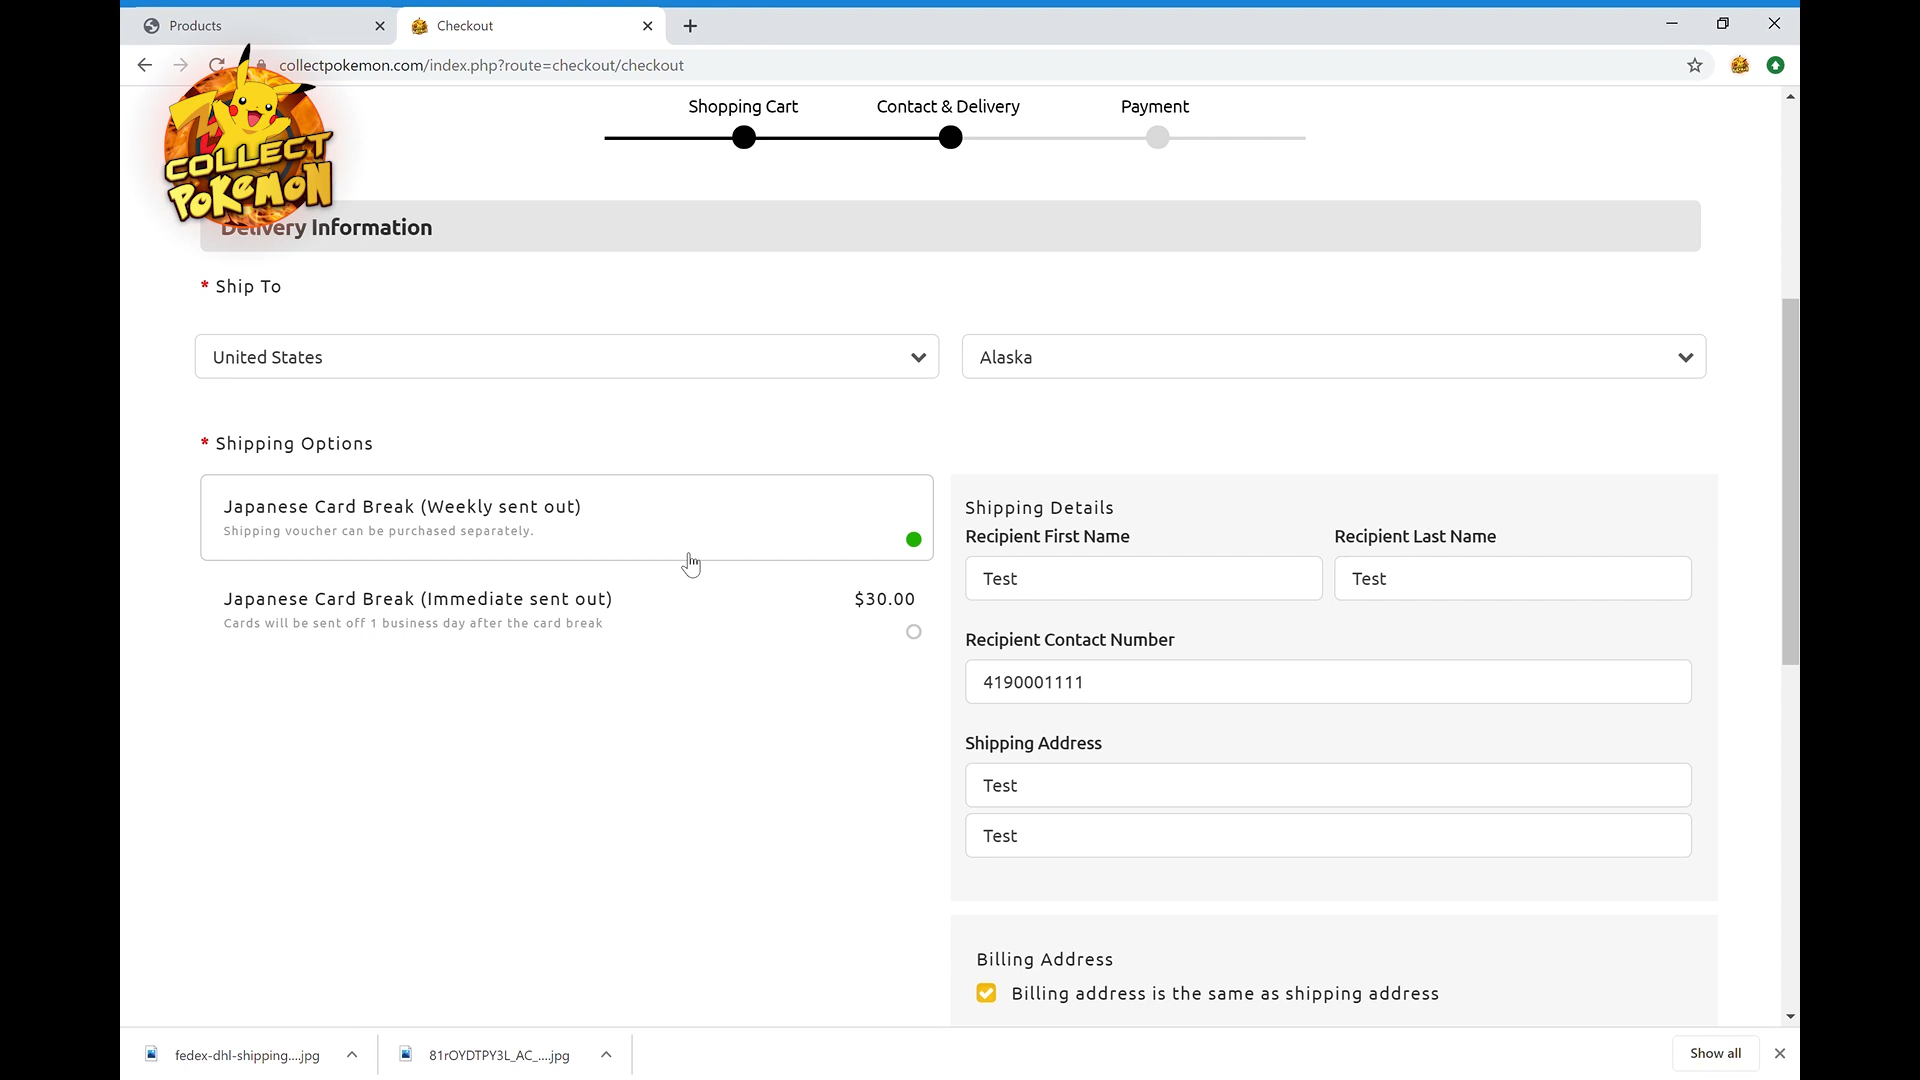 Products
Checkout
collectpokemon.com/index.php?route=checkout/checkout
COLLECT
POKEMON
Shopping Cart
Contact & Delivery
Payment
Delivery Information
* Ship To
United States
Alaska
* Shipping Options
Japanese Card Break (Weekly sent out)
Shipping voucher can be purchased separately.
Japanese Card Break (Immediate sent out)
$30.00
Cards will be sent off 1 business day after the card break
Shipping Details
Recipient First Name
Recipient Last Name
Test
Test
Recipient Contact Number
4190001111
Shipping Address
Test
Test
Billing Address
Billing address is the same as shipping address
fedex-dhl-shipping....jpg
81rOYDTPY3L_AC_....jpg
Show all